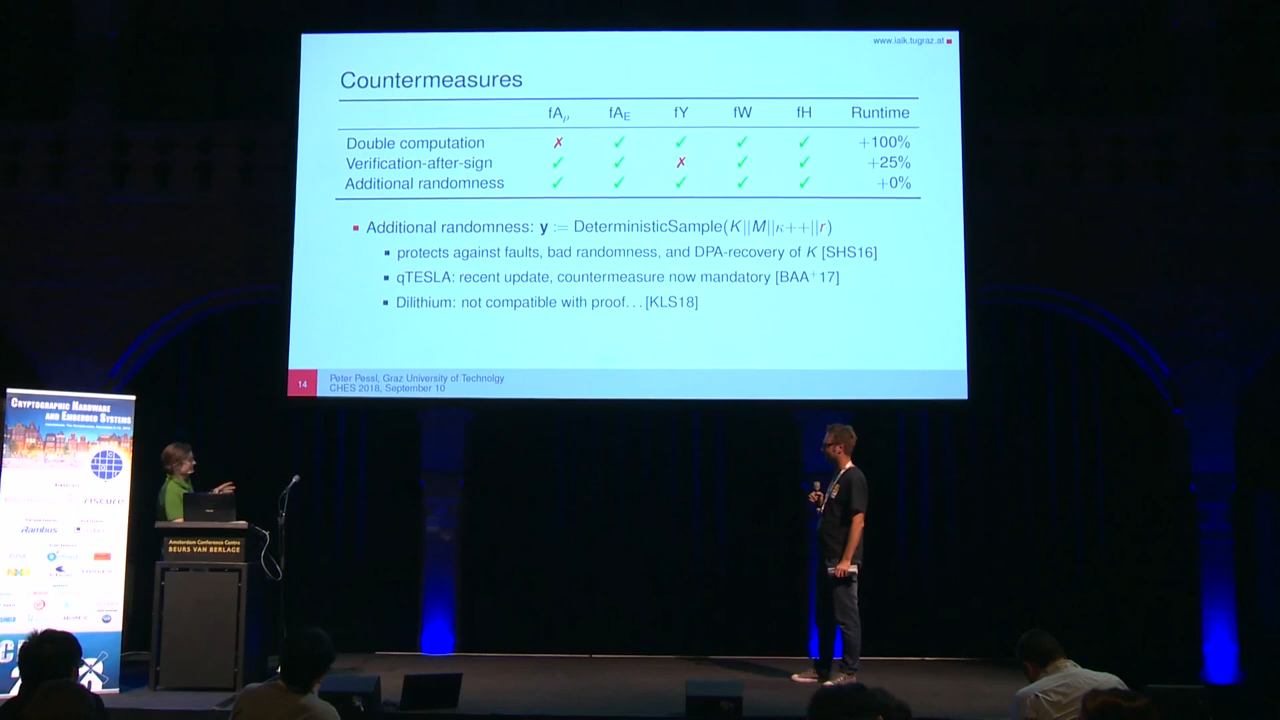 www.iaik.tugraz.at
Countermeasures
fAρ fAE fY fW fH Runtime
Double computation ✗ ✓ ✓ ✓ ✓ +100%
Verification-after-sign ✓ ✓ ✗ ✓ ✓ +25%
Additional randomness ✓ ✓ ✓ ✓ ✓ +0%
Additional randomness: y := DeterministicSample(K||M||κ++||r)
protects against faults, bad randomness, and DPA-recovery of K [SHS16]
qTESLA: recent update, countermeasure now mandatory [BAA+17]
Dilithium: not compatible with proof... [KLS18]
14
Peter Pessl, Graz University of Technolgy
CHES 2018, September 10
CRYPTOGRAPHIC HARDWARE
AND EMBEDDED SYSTEMS
riscure
Rambus
Amsterdam Conference Centre
BEURS VAN BERLAGE